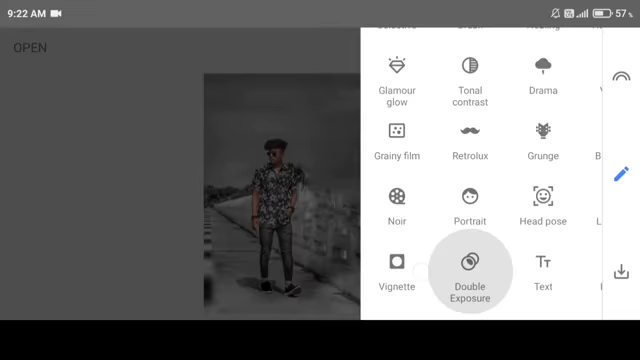 9:22 AM 57%
OPEN
Glamour glow
Tonal contrast
Drama
Grainy film
Retrolux
Grunge
Noir
Portrait
Head pose
Vignette
Double Exposure
Text